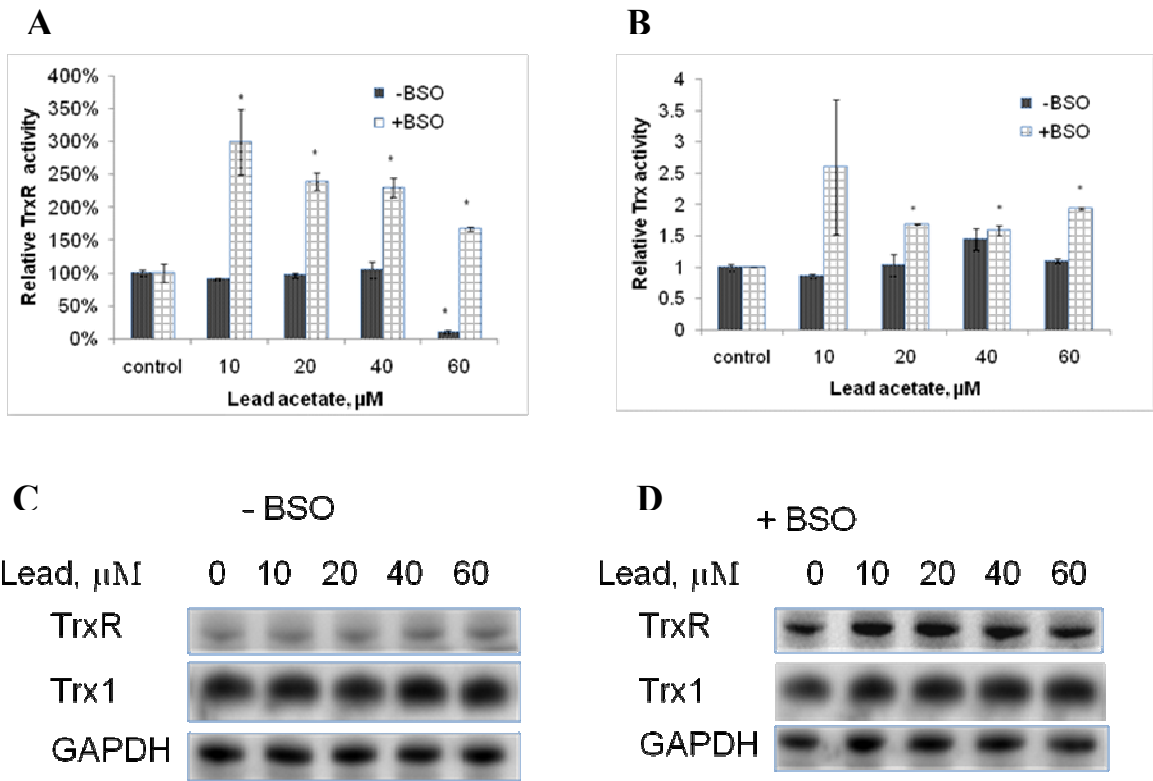 A
Relative TrxR activity
400%
350%
300%
250%
200%
150%
100%
50%
0%
-BSO
+BSO
*
*
*
*
*
control 10 20 40 60
Lead acetate, µM
B
Relative Trx activity
4
3.5
3
2.5
2
1.5
1
0.5
0
-BSO
+BSO
*
*
*
control 10 20 40 60
Lead acetate, µM
C
- BSO
Lead, µM 0 10 20 40 60
TrxR
Trx1
GAPDH
D
+ BSO
Lead, µM 0 10 20 40 60
TrxR
Trx1
GAPDH